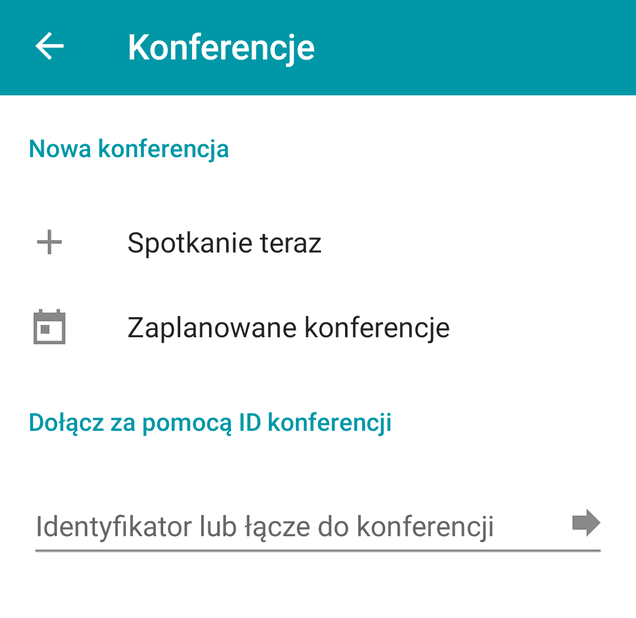 Konferencje
Nowa konferencja
Spotkanie teraz
Zaplanowane konferencje
Dołącz za pomocą ID konferencji
Identyfikator lub łącze do konferencji